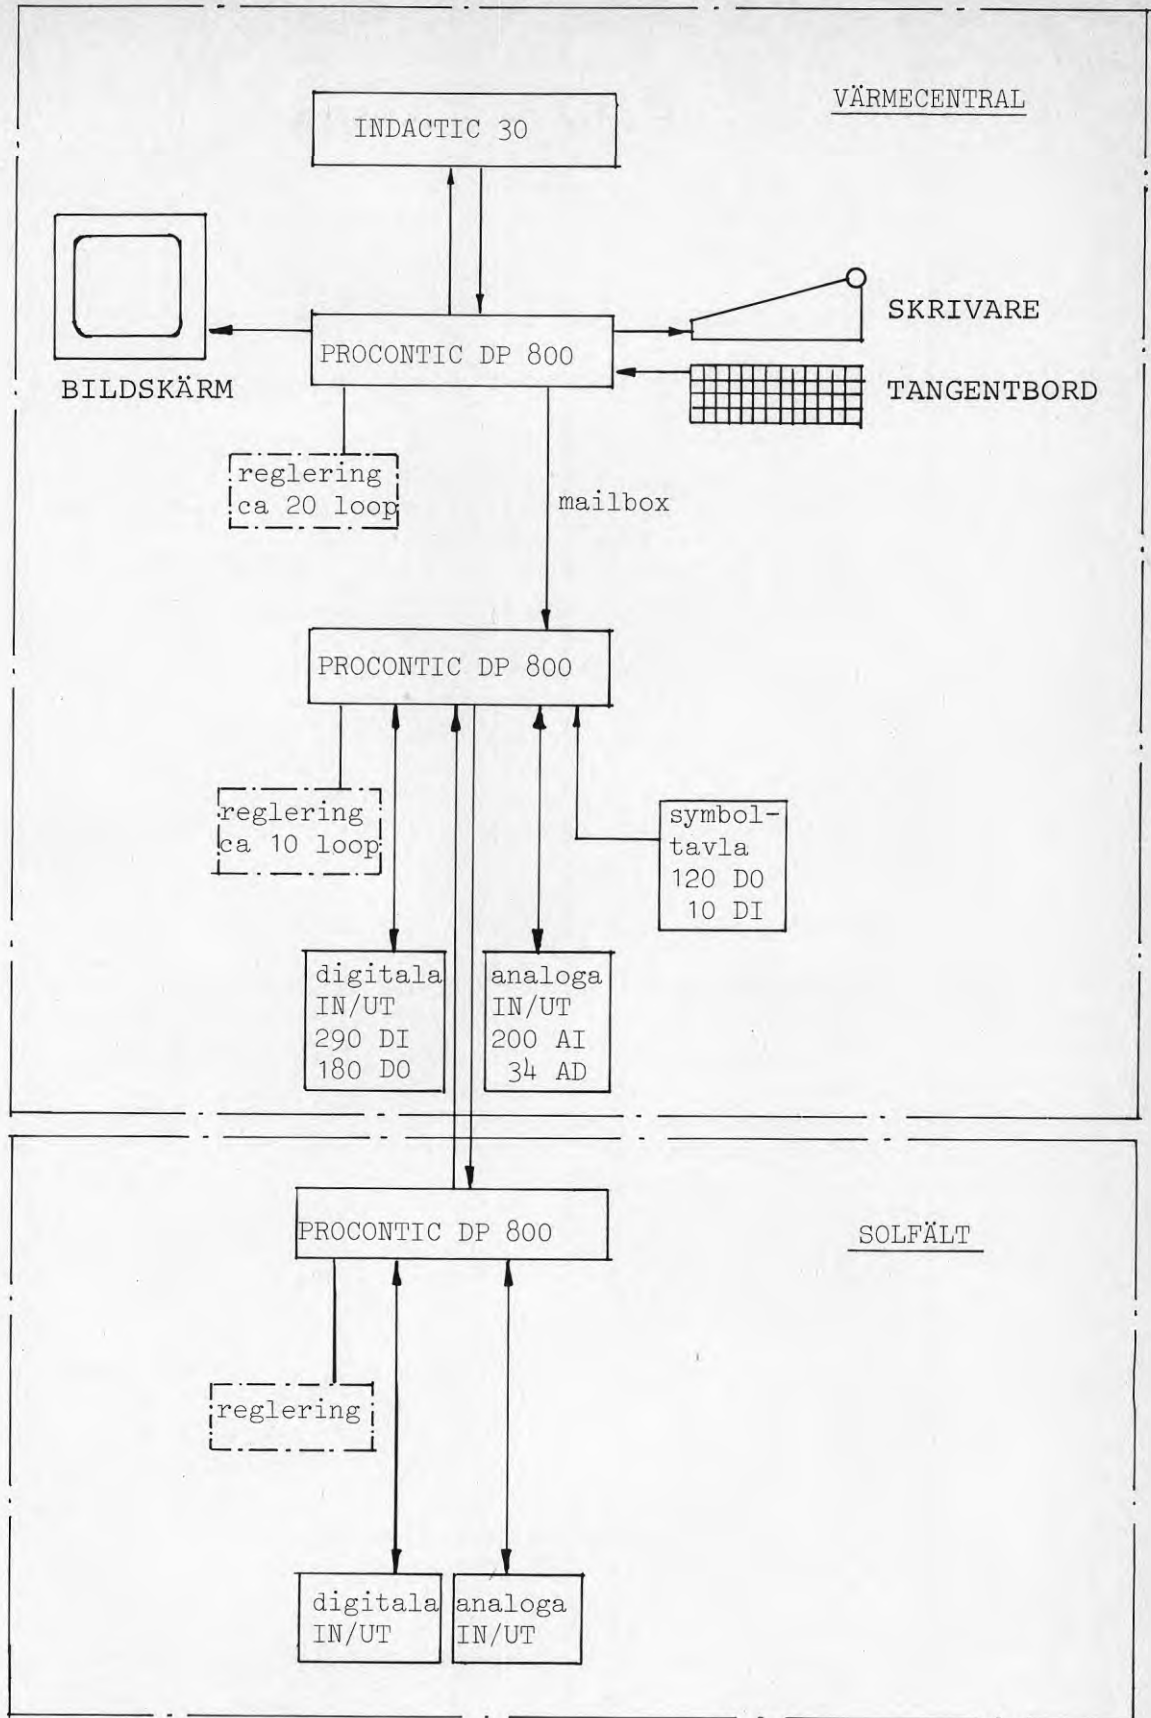 VÄRMECENTRAL
INDACTIC 30
BILDSKÄRM
PROCONTIC DP 800
SKRIVARE
TANGENTBORD
reglering
ca 20 loop
mailbox
PROCONTIC DP 800
reglering
ca 10 loop
symbol-
tavla
120 DO
10 DI
digitala
IN/UT
290 DI
180 DO
analoga
IN/UT
200 AI
34 AD
PROCONTIC DP 800
SOLFÄLT
reglering
digitala
IN/UT
analoga
IN/UT